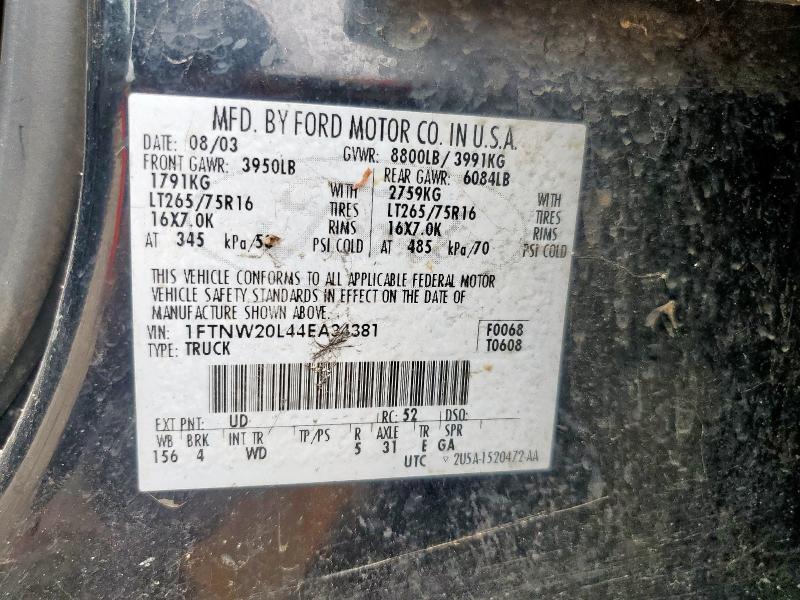 MFD. BY FORD MOTOR CO. IN U.S.A.
DATE: 08/03 GVWR: 8800LB/ 3991KG
FRONT GAWR: 3950LB REAR GAWR: 6084LB
1791KG WITH 2759KG WITH
LT265/75R16 TIRES LT265/75R16 TIRES
16X7.0K RIMS 16X7.0K RIMS
AT 345 kPa/ PSI COLD AT 485 kPa/70 PSI COLD
THIS VEHICLE CONFORMS TO ALL APPLICABLE FEDERAL MOTOR
VEHICLE SAFETY STANDARDS IN EFFECT ON THE DATE OF
MANUFACTURE SHOWN ABOVE.
VIN: 1FTNW20L44EA34381 F0068
TYPE: TRUCK T0608
EXT PNT: UD RC: 52 DSO:
WB BRK INT TR TP/PS R AXLE TR SPR
156 4 WD 5 31 E GA
UTC ▽ 2U5A-1520472-AA